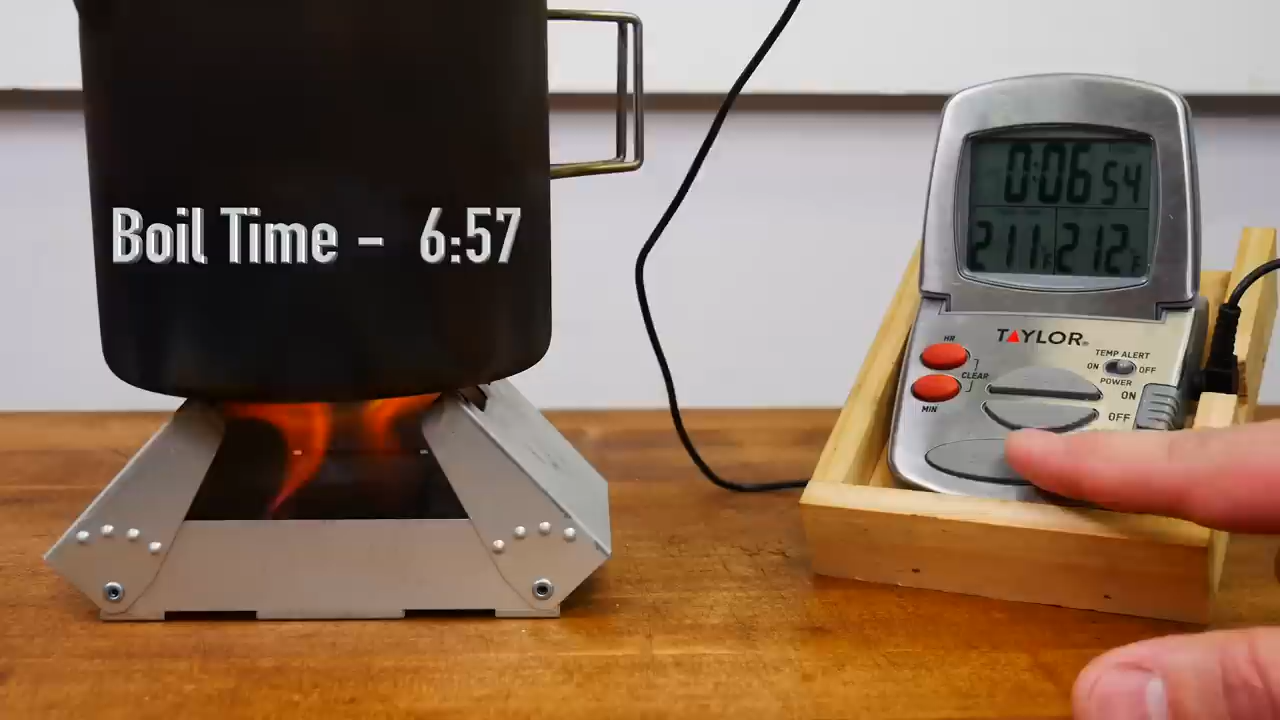 Boil Time - 6:57
0:06 54
211°F 212°F
TAYLOR®
HR
CLEAR
MIN
TEMP ALERT
ON OFF
POWER
ON
OFF